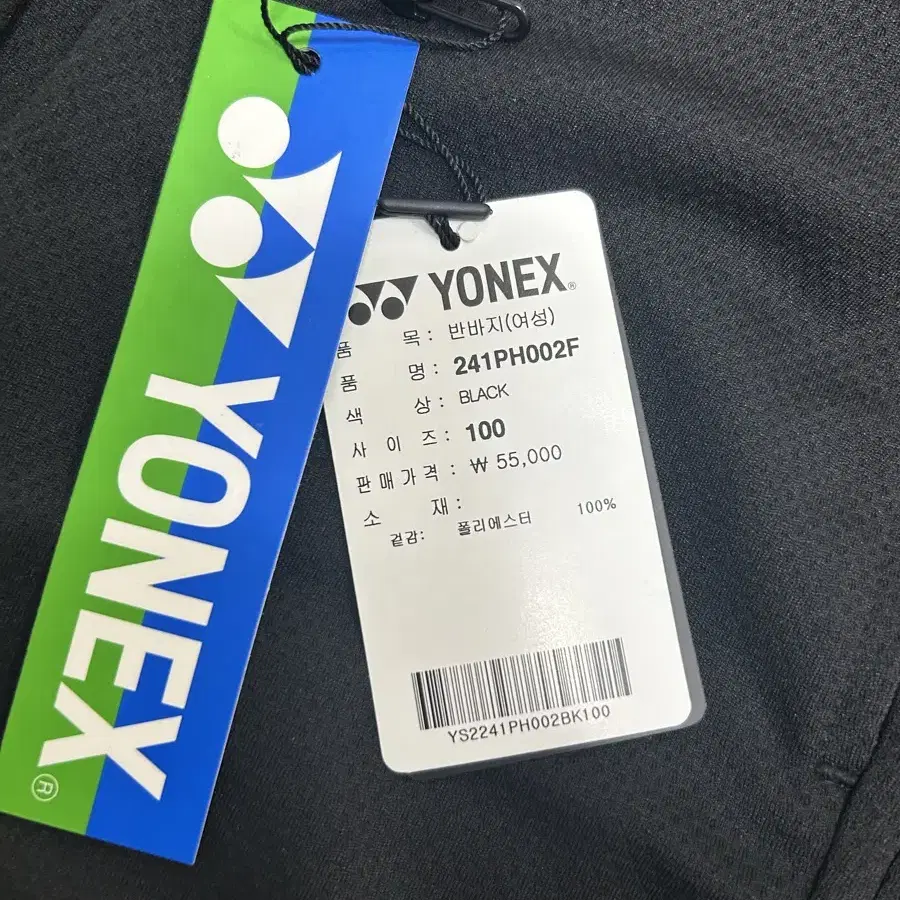 YONEX®
YONEX®
품 목 : 반바지(여성)
품 명 : 241PH002F
색 상 : BLACK
사 이 즈 : 100
판 매 가 격 : ₩ 55,000
소 재 :
겉감: 폴리에스터 100%
YS2241PH002BK100